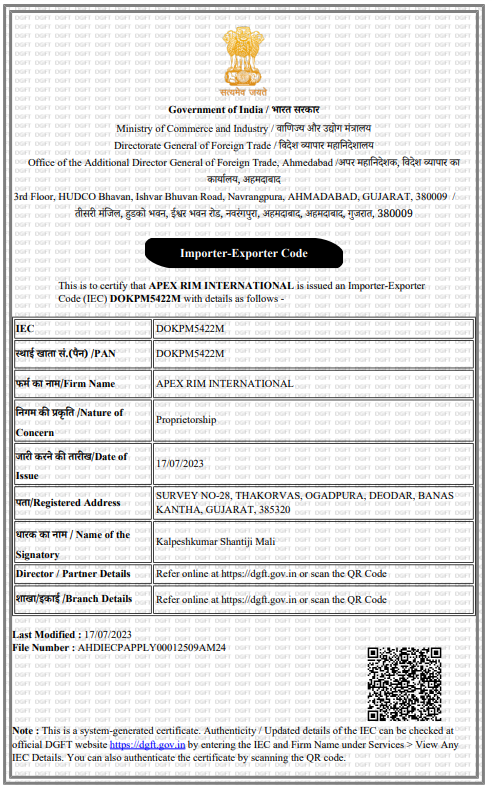 सत्यमेव जयते
Government of India / भारत सरकार
Ministry of Commerce and Industry / वाणिज्य और उद्योग मंत्रालय
Directorate General of Foreign Trade / विदेश व्यापार महानिदेशालय
Office of the Additional Director General of Foreign Trade, Ahmedabad /अपर महानिदेशक, विदेश व्यापार का
कार्यालय, अहमदाबाद
3rd Floor, HUDCO Bhavan, Ishvar Bhuvan Road, Navrangpura, AHMADABAD, GUJARAT, 380009 /
तीसरी मंजिल, हुडको भवन, ईश्वर भवन रोड, नवरंगपुरा, अहमदाबाद, अहमदाबाद, गुजरात, 380009
Importer-Exporter Code
This is to certify that APEX RIM INTERNATIONAL is issued an Importer-Exporter
Code (IEC) DOKPM5422M with details as follows -
IEC DOKPM5422M
स्थाई खाता सं.(पैन) /PAN DOKPM5422M
फर्म का नाम/Firm Name APEX RIM INTERNATIONAL
निगम की प्रकृति /Nature of
Concern Proprietorship
जारी करने की तारीख/Date of
Issue 17/07/2023
पता/Registered Address SURVEY NO-28, THAKORVAS, OGADPURA, DEODAR, BANAS
KANTHA, GUJARAT, 385320
धारक का नाम / Name of the
Signatory Kalpeshkumar Shantiji Mali
Director / Partner Details Refer online at https://dgft.gov.in or scan the QR Code
शाखा/इकाई /Branch Details Refer online at https://dgft.gov.in or scan the QR Code
Last Modified : 17/07/2023
File Number : AHDIECPAPPLY00012509AM24
Note : This is a system-generated certificate. Authenticity / Updated details of the IEC can be checked at
official DGFT website https://dgft.gov.in by entering the IEC and Firm Name under Services > View Any
IEC Details. You can also authenticate the certificate by scanning the QR code.